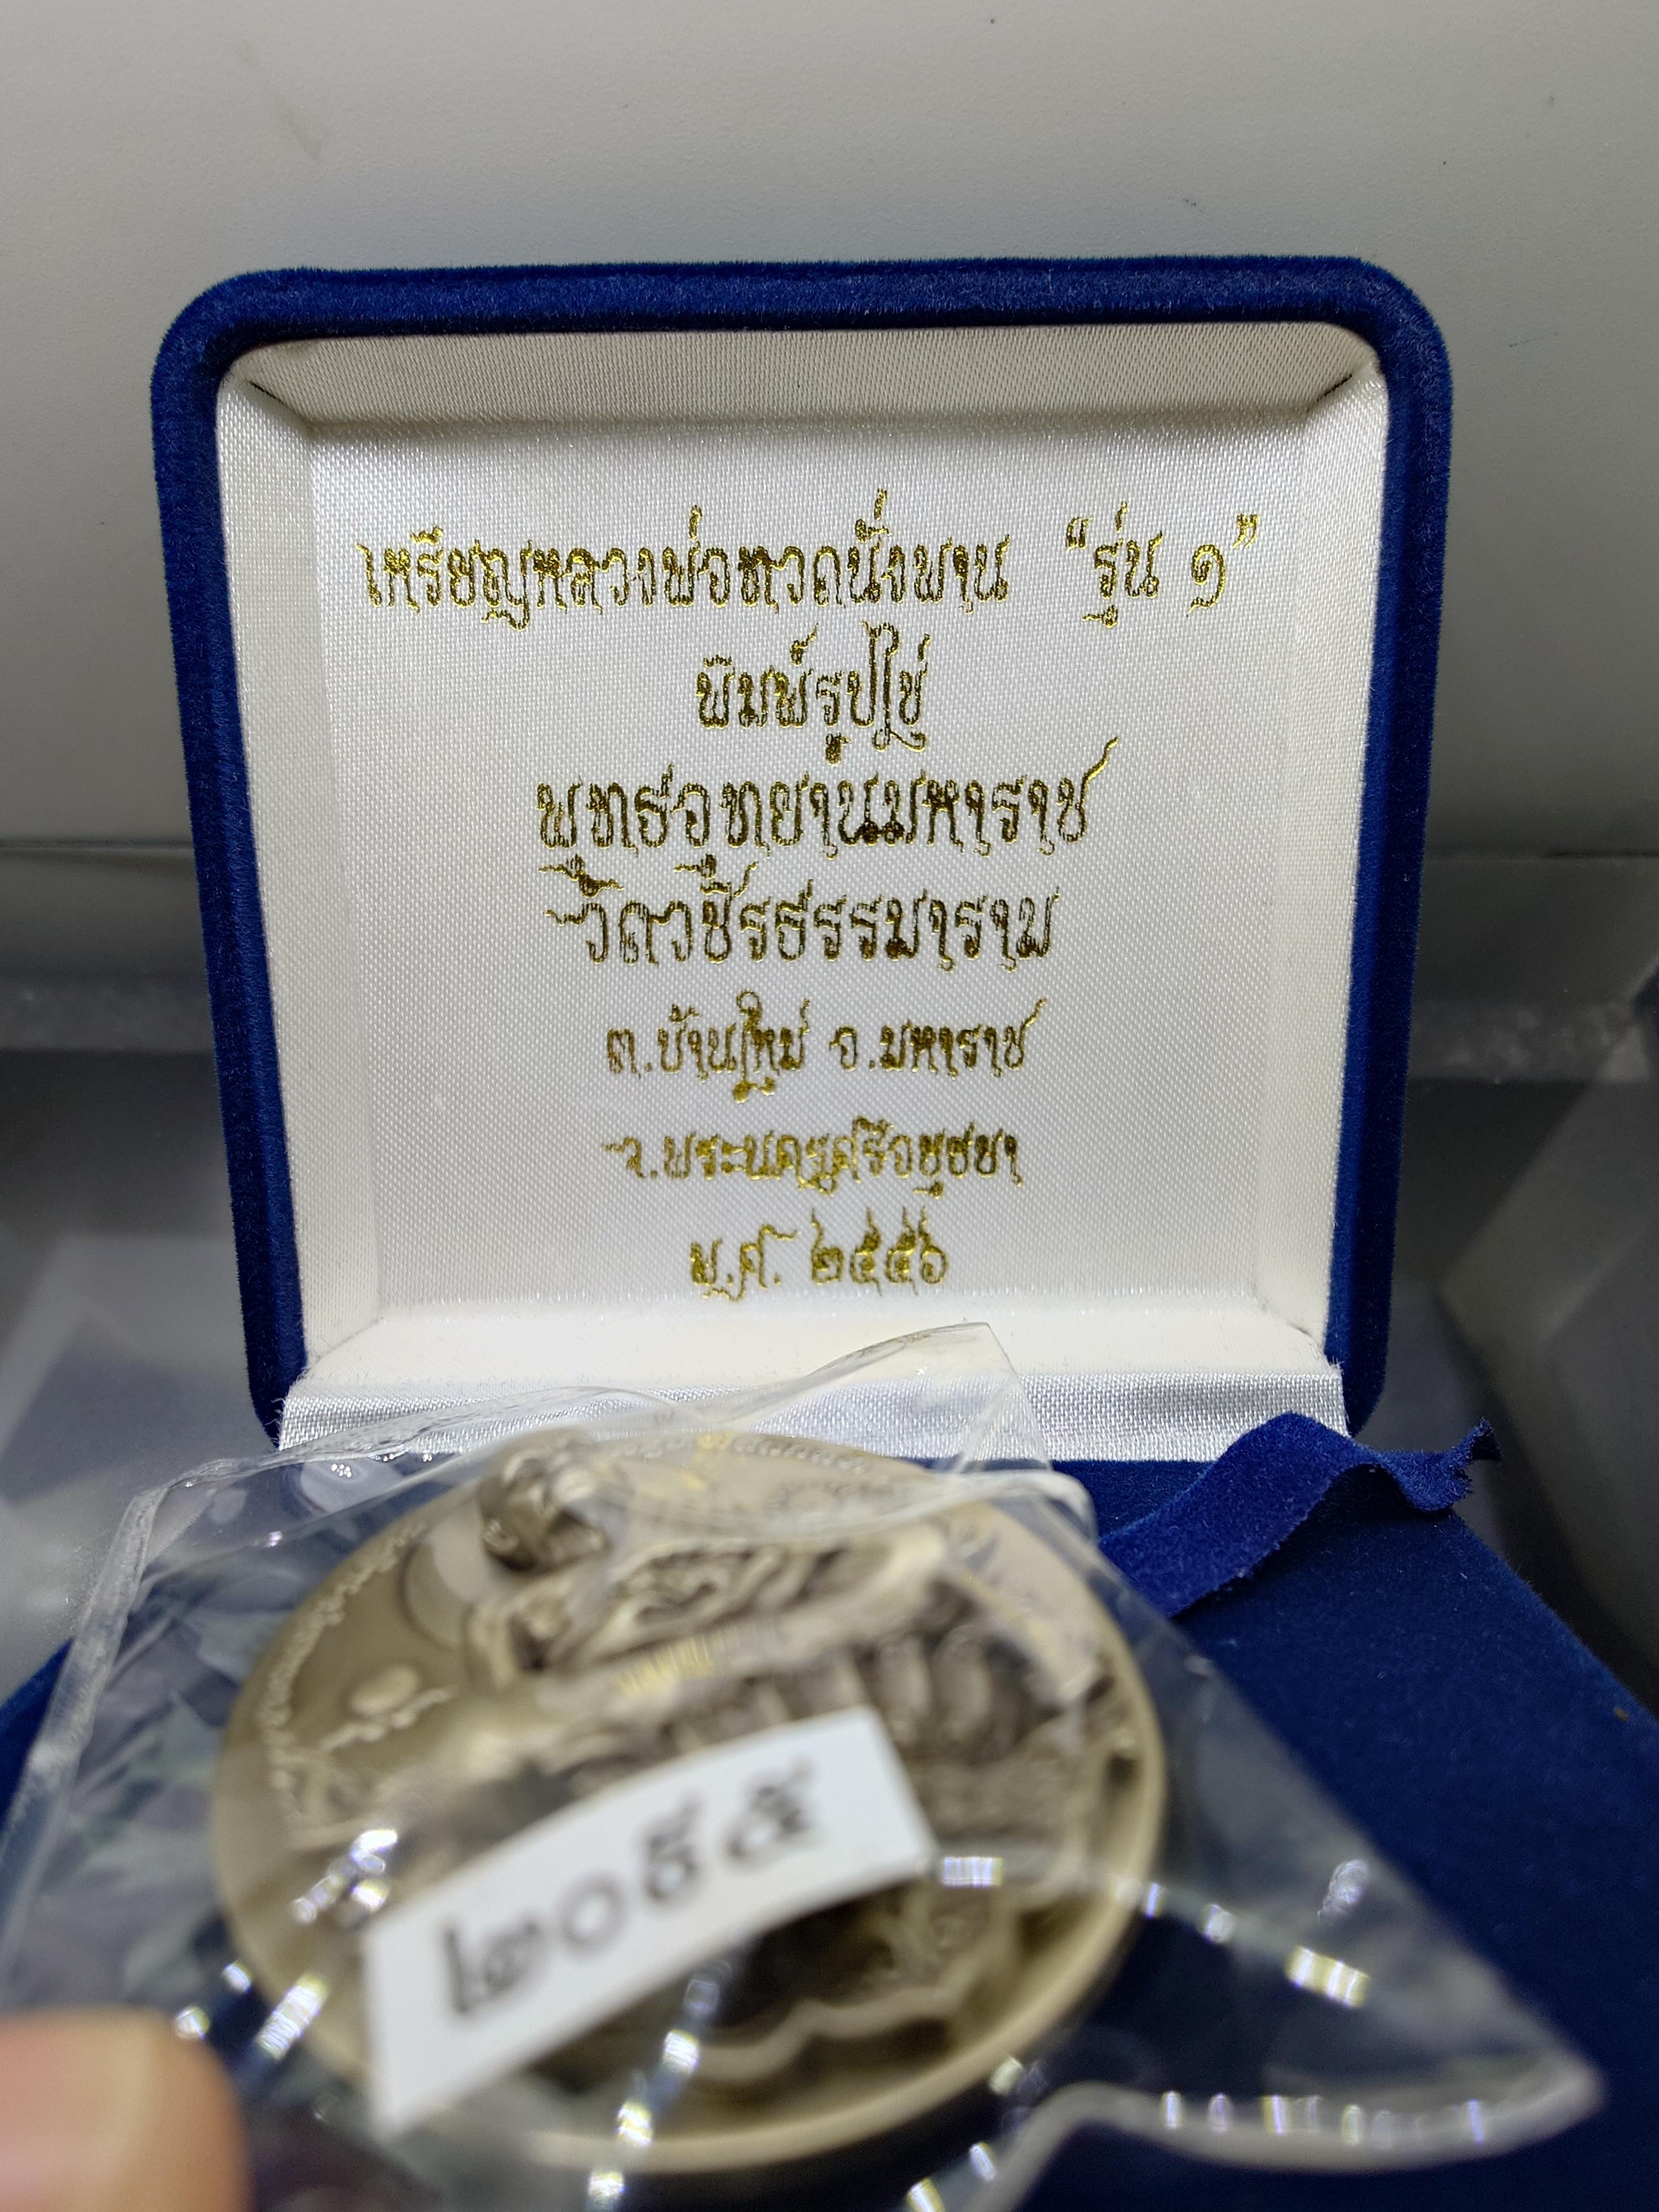 เหรียญหลวงพ่อทวดนั่งพาน “รุ่น ๑”
พิมพ์รูปไข่
พุทธอุทยานมหาราช
วัดวชิรธรรมาราม
ต.บ้านใหม่ อ.มหาราช
จ.พระนครศรีอยุธยา
พ.ศ. ๒๕๕๖